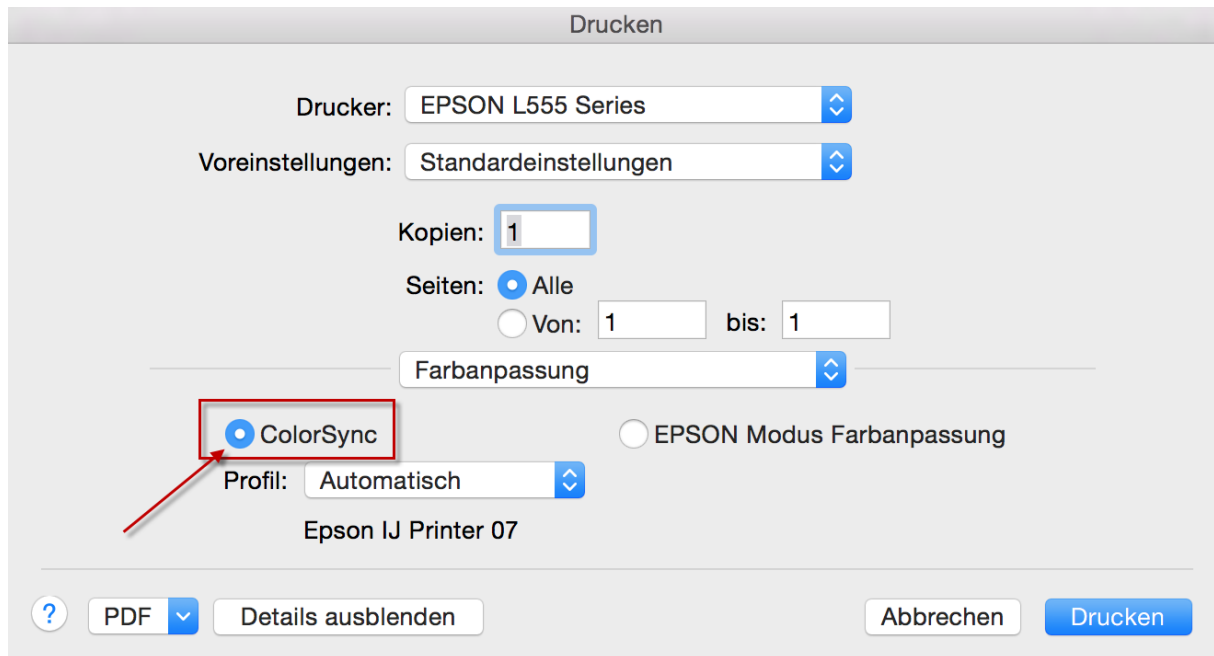 Drucken
Drucker: EPSON L555 Series
Voreinstellungen: Standardeinstellungen
Kopien: 1
Seiten: Alle
Von: 1 bis: 1
Farbanpassung
ColorSync EPSON Modus Farbanpassung
Profil: Automatisch
Epson IJ Printer 07
? PDF Details ausblenden Abbrechen Drucken